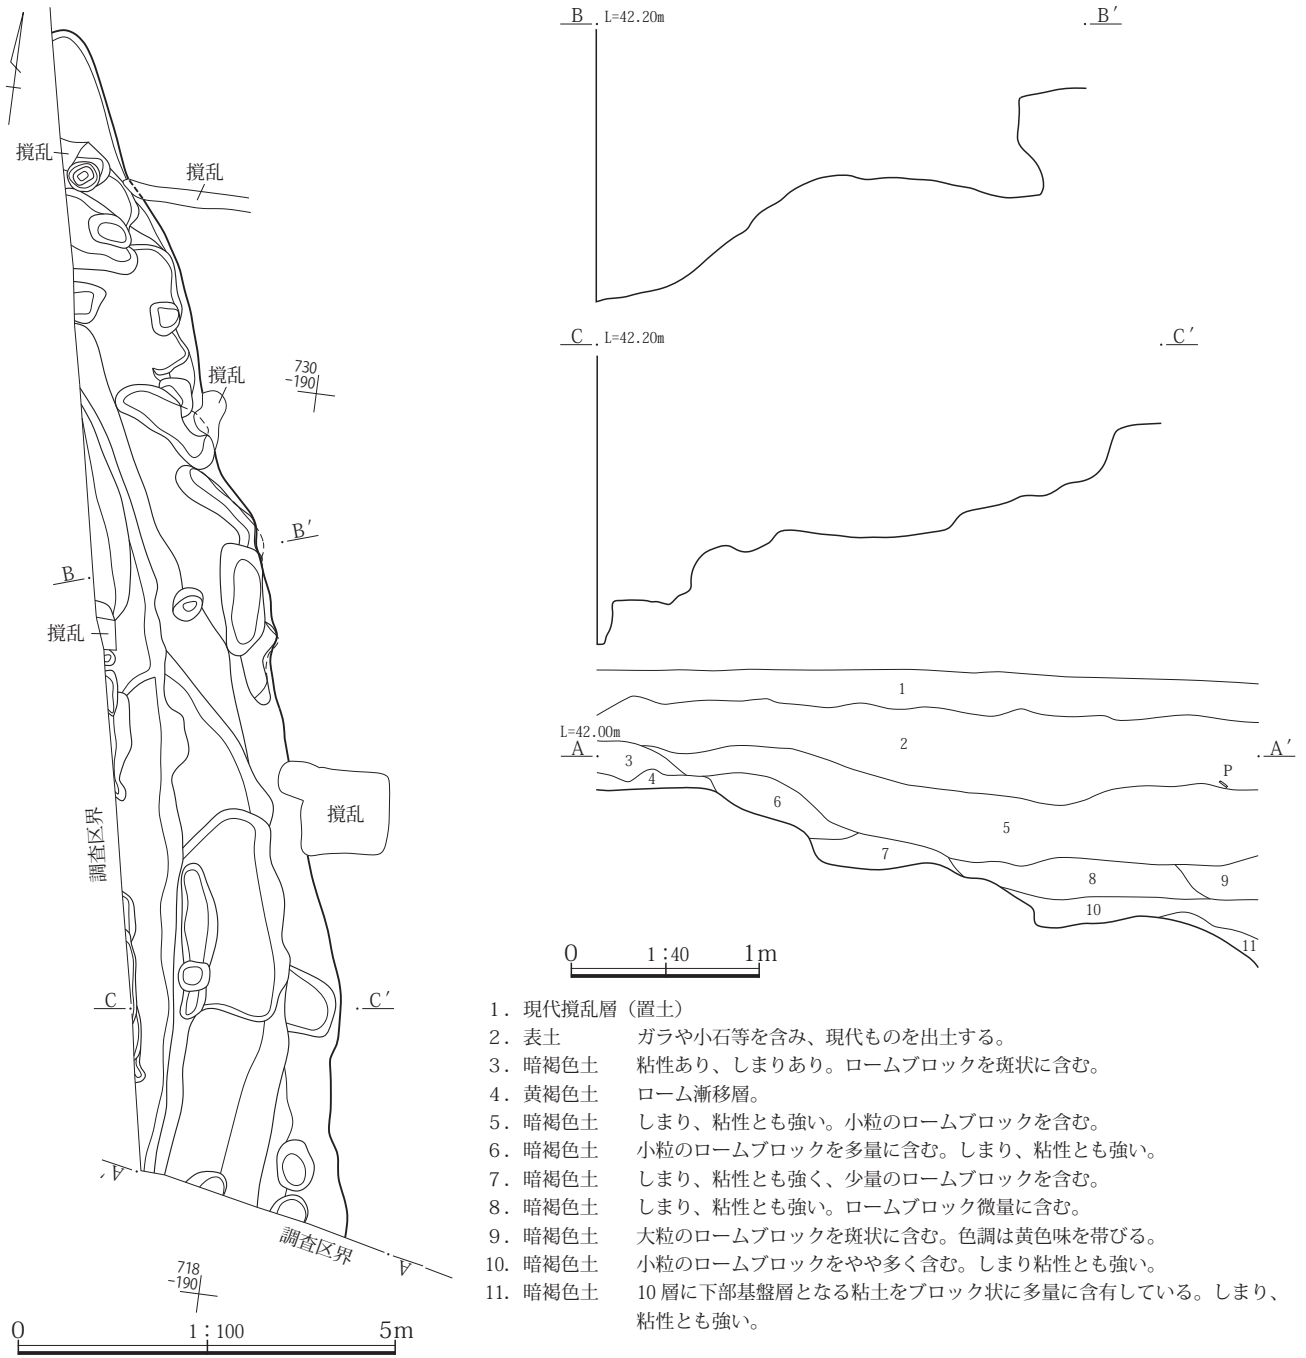 撹乱
撹乱
730
-190
撹乱
B′
B
撹乱
撹乱
調査区界
C
C′
A′
調査区界
A
718
-190
0 1：100 5m
B L=42.20m B′
C L=42.20m C′
1
L=42.00m
A A′
2
3
P
4
6
5
7
8
9
10
11
0 1：40 1m
1．現代撹乱層（置土）
2．表土 ガラや小石等を含み、現代ものを出土する。
3．暗褐色土 粘性あり、しまりあり。ロームブロックを斑状に含む。
4．黄褐色土 ローム漸移層。
5．暗褐色土 しまり、粘性とも強い。小粒のロームブロックを含む。
6．暗褐色土 小粒のロームブロックを多量に含む。しまり、粘性とも強い。
7．暗褐色土 しまり、粘性とも強く、少量のロームブロックを含む。
8．暗褐色土 しまり、粘性とも強い。ロームブロック微量に含む。
9．暗褐色土 大粒のロームブロックを斑状に含む。色調は黄色味を帯びる。
10．暗褐色土 小粒のロームブロックをやや多く含む。しまり粘性とも強い。
11．暗褐色土 10 層に下部基盤層となる粘土をブロック状に多量に含有している。しまり、
粘性とも強い。